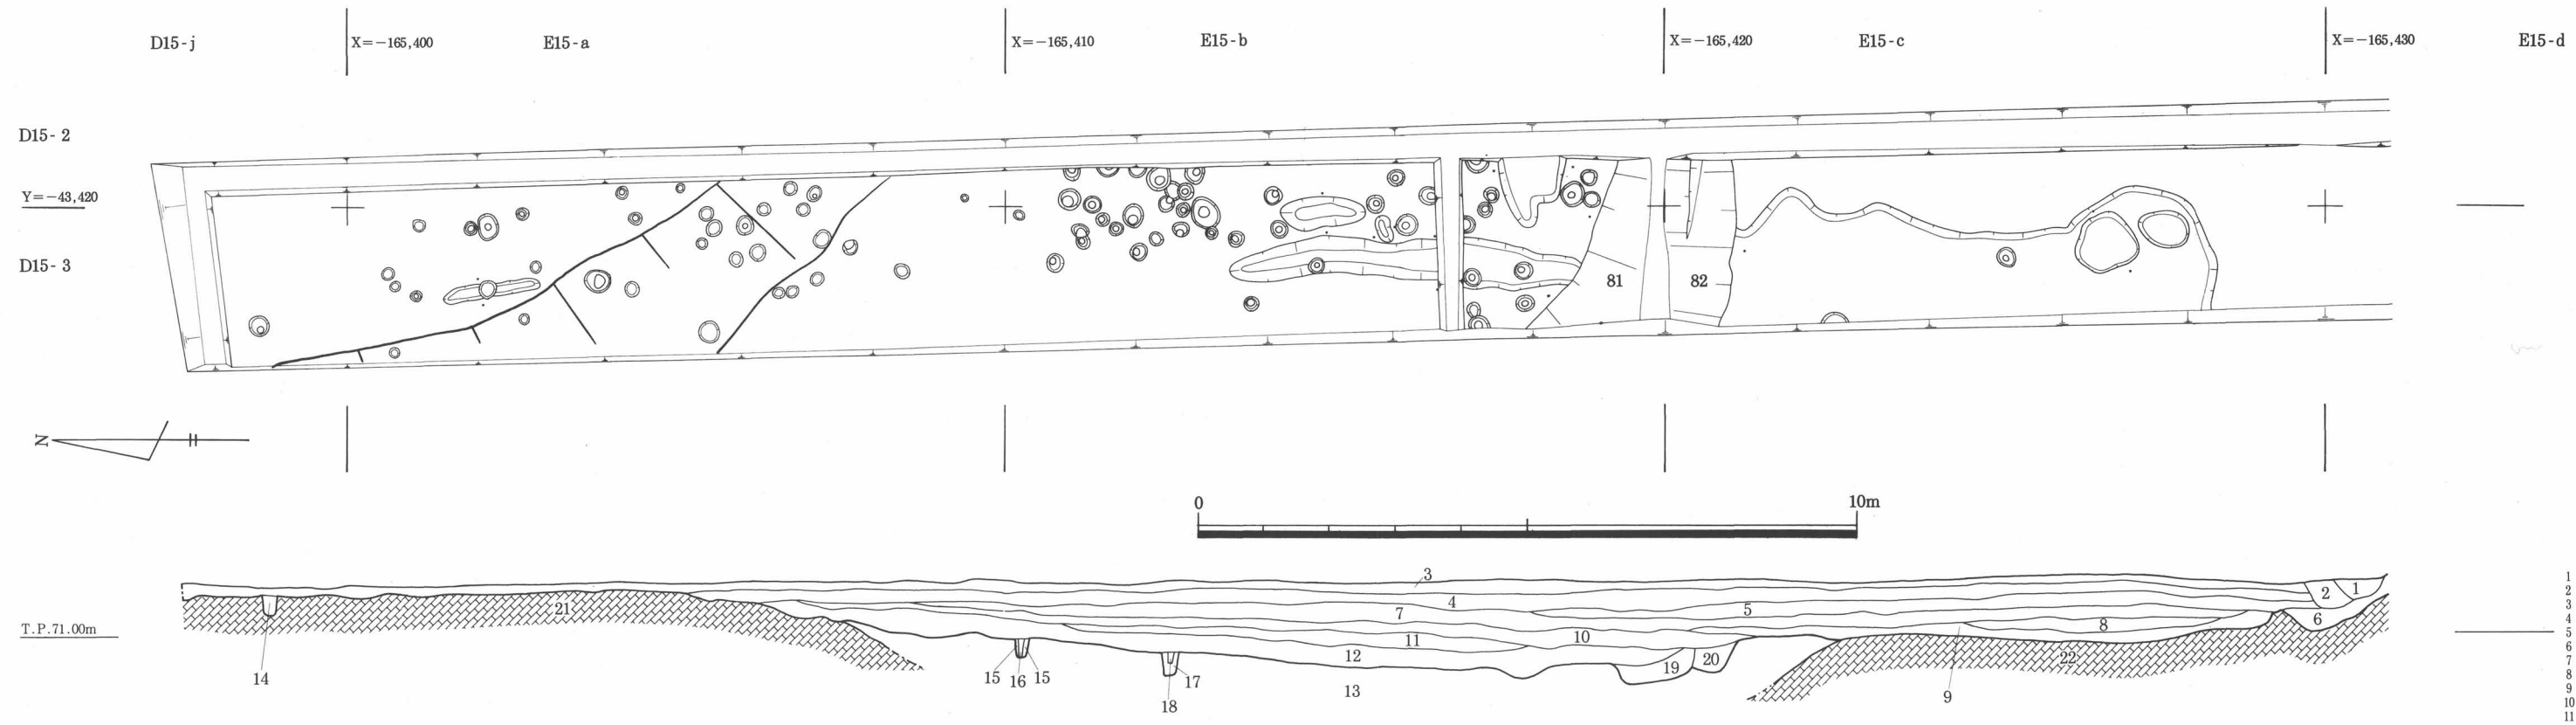 D15-j
X=-165,400
E15-a
X=-165,410
E15-b
X=-165,420
E15-c
X=-165,430
E15-d
D15-2
Y=-43,420
D15-3
81
82
N
0
10m
3
4
7
5
2
1
6
8
21
T.P.71.00m
11
10
12
22
14
15
16
15
17
18
13
19
20
9
1
2
3
4
5
6
7
8
9
10
11